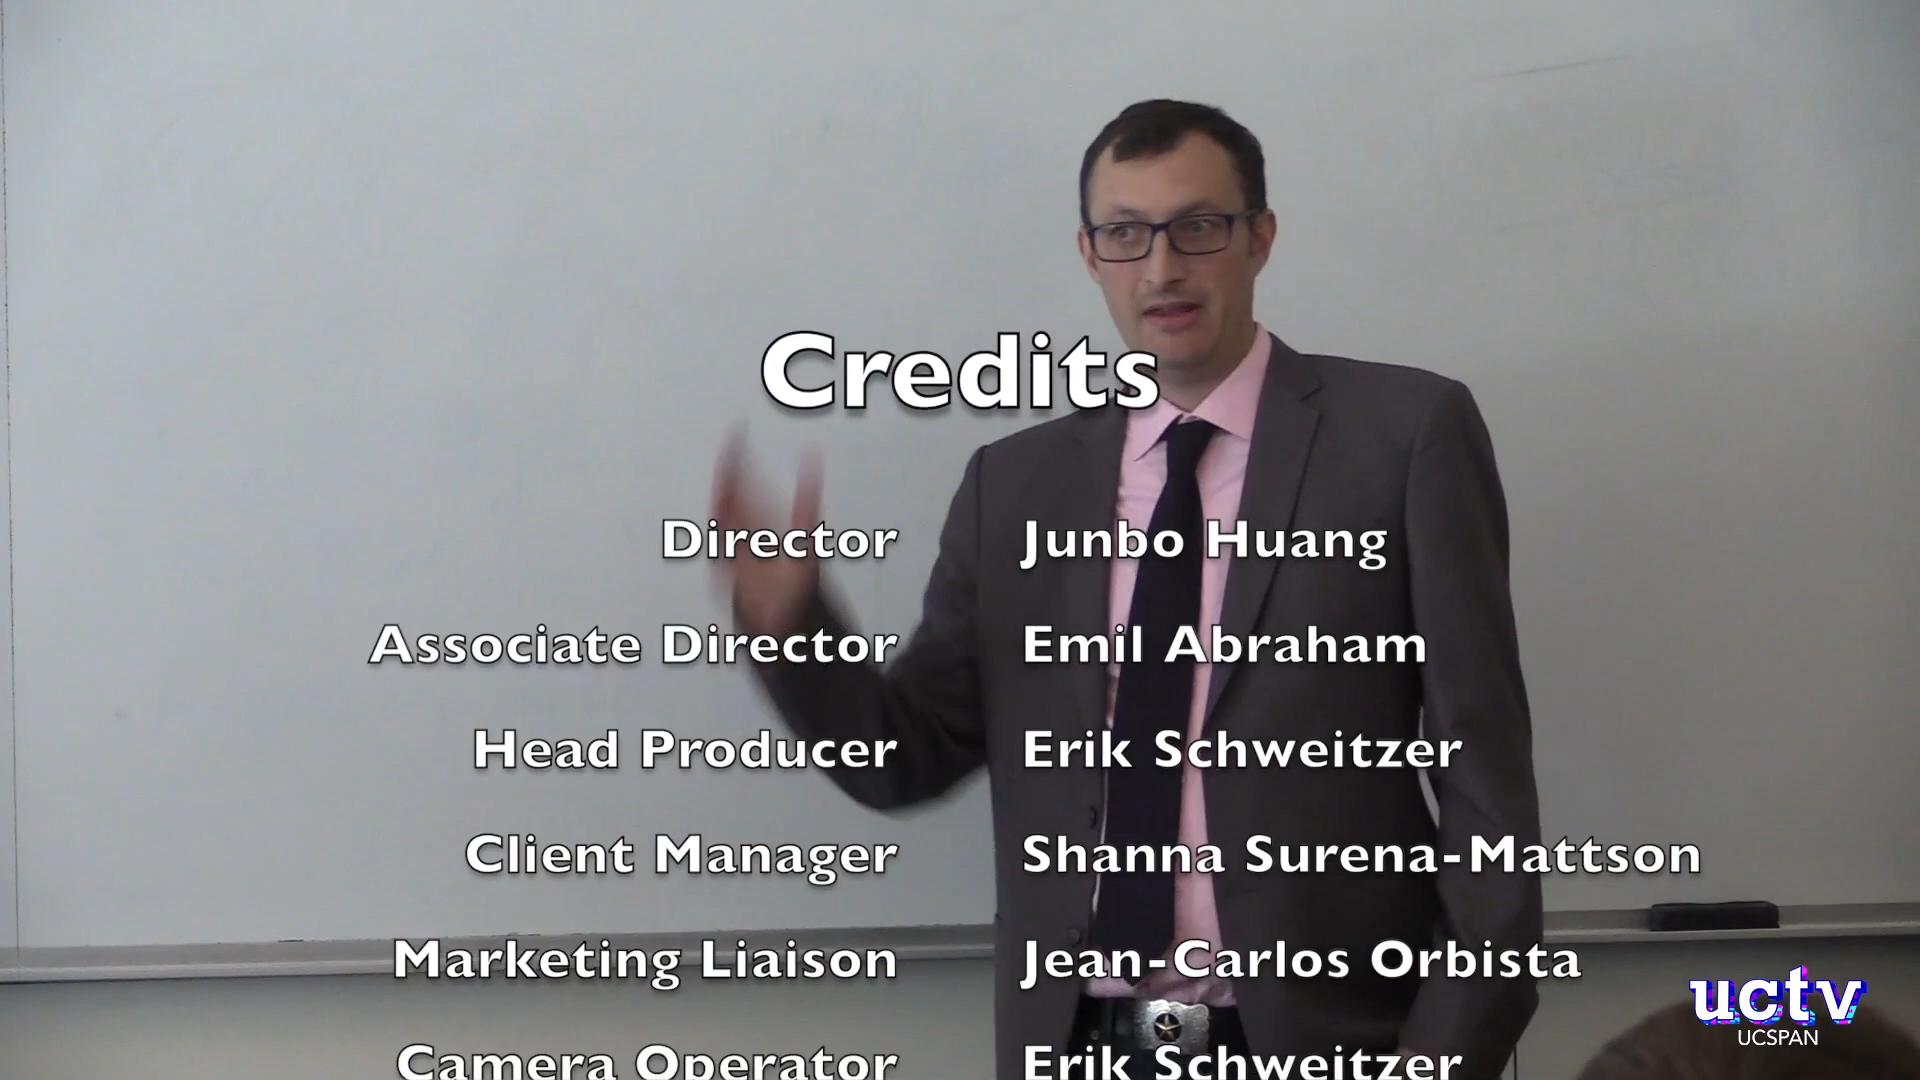 Credits
Director Junbo Huang
Associate Director Emil Abraham
Head Producer Erik Schweitzer
Client Manager Shanna Surena-Mattson
Marketing Liaison Jean-Carlos Orbista
Camera Operator Erik Schweitzer
uctv
UCSPAN